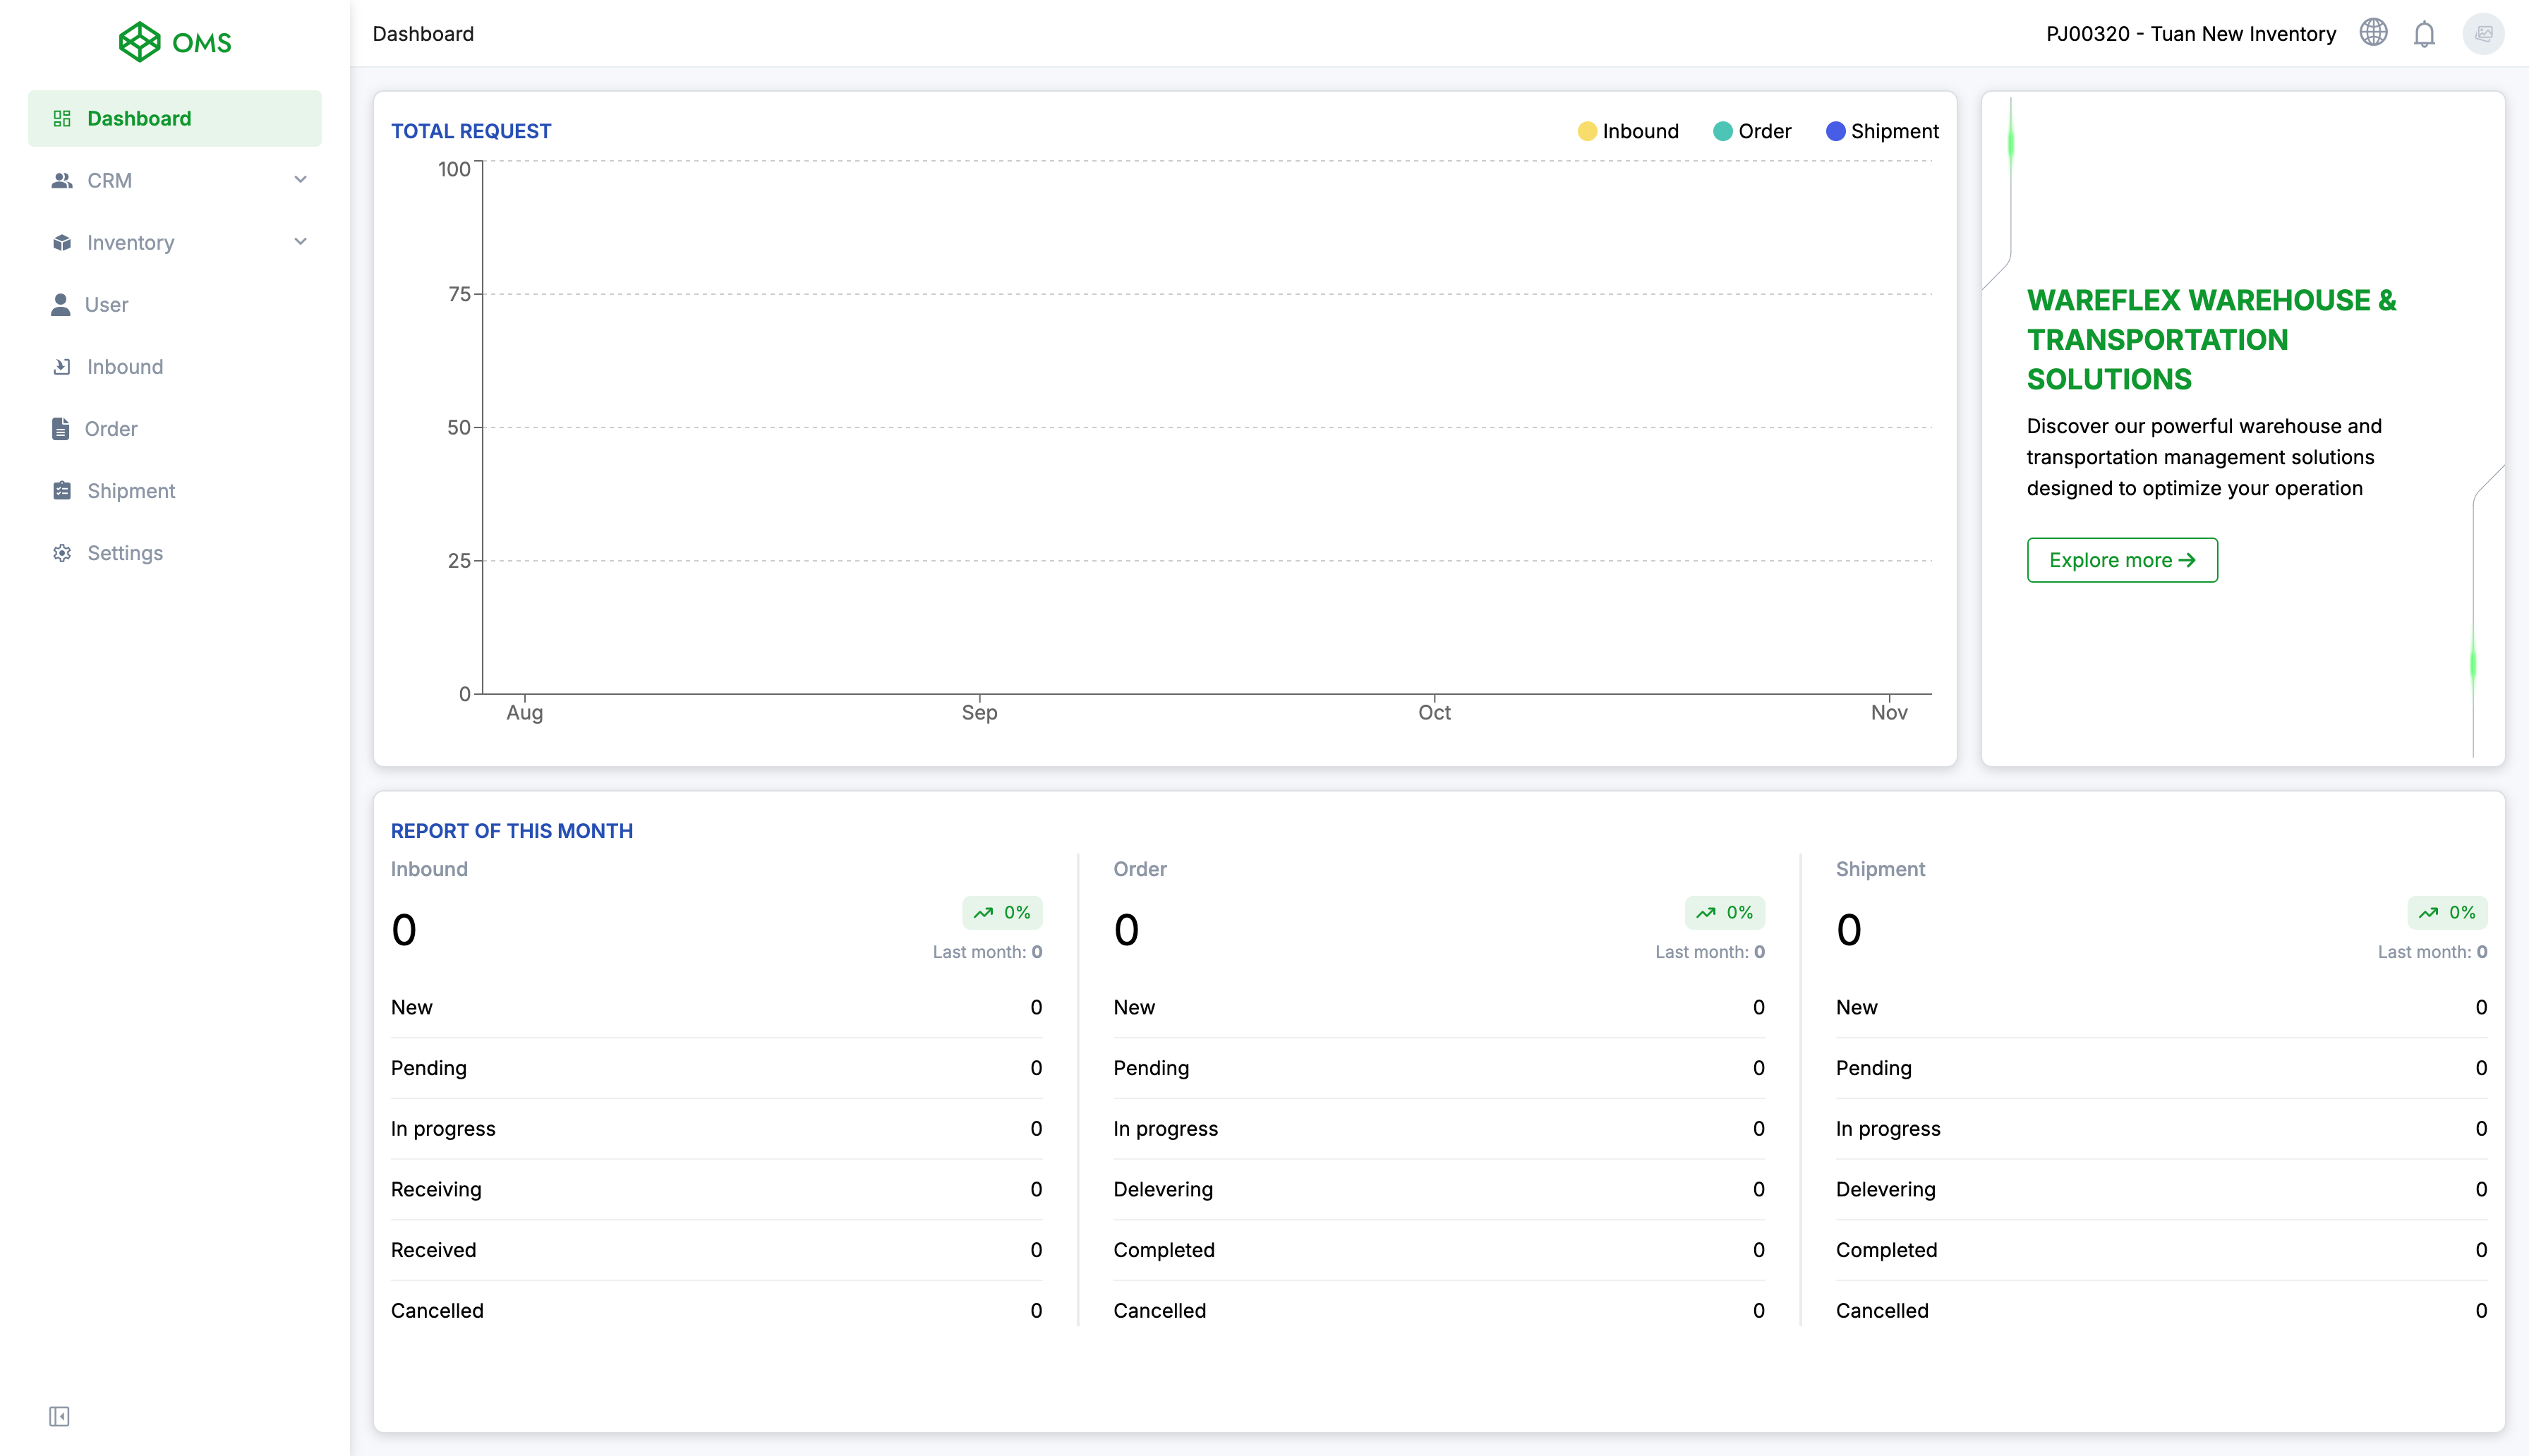 OMS
Dashboard
CRM
Inventory
User
Inbound
Order
Shipment
Settings
Dashboard
PJ00320 - Tuan New Inventory
TOTAL REQUEST
Inbound
Order
Shipment
100
75
50
25
0
Aug
Sep
Oct
Nov
WAREFLEX WAREHOUSE &
TRANSPORTATION
SOLUTIONS
Discover our powerful warehouse and
transportation management solutions
designed to optimize your operation
Explore more
REPORT OF THIS MONTH
Inbound
0
0%
Last month: 0
New 0
Pending 0
In progress 0
Receiving 0
Received 0
Cancelled 0
Order
0
0%
Last month: 0
New 0
Pending 0
In progress 0
Delevering 0
Completed 0
Cancelled 0
Shipment
0
0%
Last month: 0
New 0
Pending 0
In progress 0
Delevering 0
Completed 0
Cancelled 0